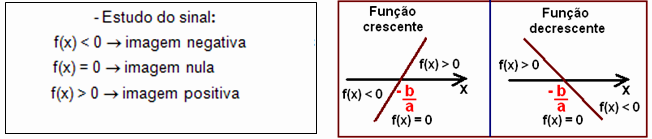 - Estudo do sinal:
f(x) < 0 → imagem negativa
f(x) = 0 → imagem nula
f(x) > 0 → imagem positiva
Função
crescente
f(x) > 0
x
f(x) < 0
- b/a
f(x) = 0
Função
decrescente
f(x) > 0
x
- b/a
f(x) < 0
f(x) = 0